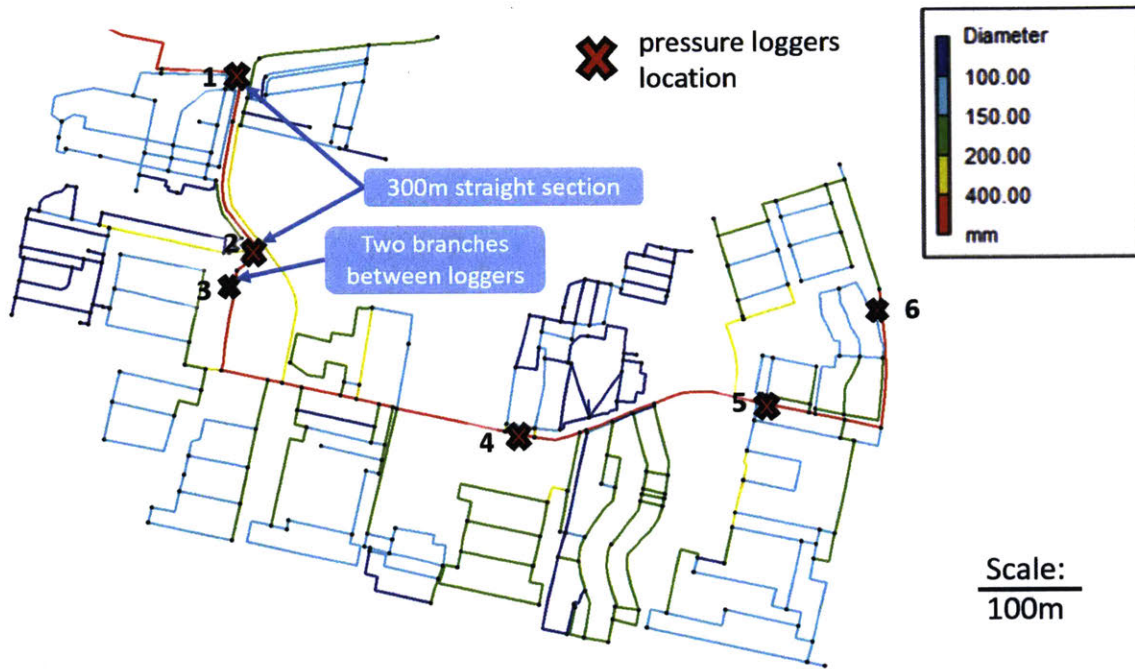 pressure loggers
location
Diameter
100.00
150.00
200.00
400.00
mm
1
300m straight section
2
Two branches
between loggers
3
6
5
4
Scale:
100m